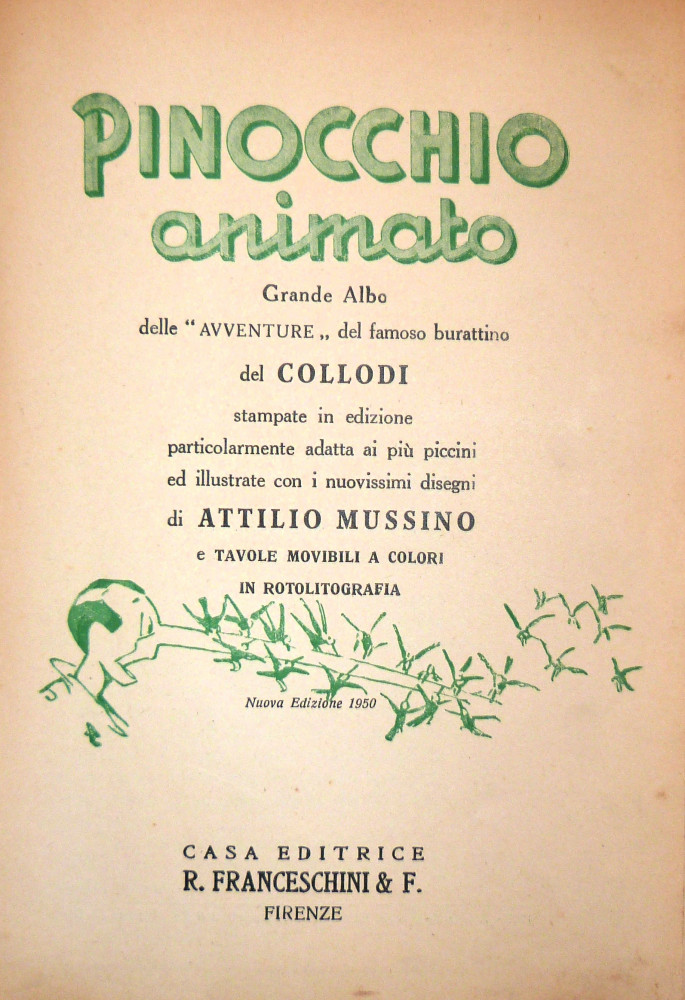 PINOCCHIO
animato
Grande Albo
delle “AVVENTURE„ del famoso burattino
del COLLODI
stampate in edizione
particolarmente adatta ai più piccini
ed illustrate con i nuovissimi disegni
di ATTILIO MUSSINO
e TAVOLE MOVIBILI A COLORI
IN ROTOLITOGRAFIA
Nuova Edizione 1950
CASA EDITRICE
R. FRANCESCHINI & F.
FIRENZE